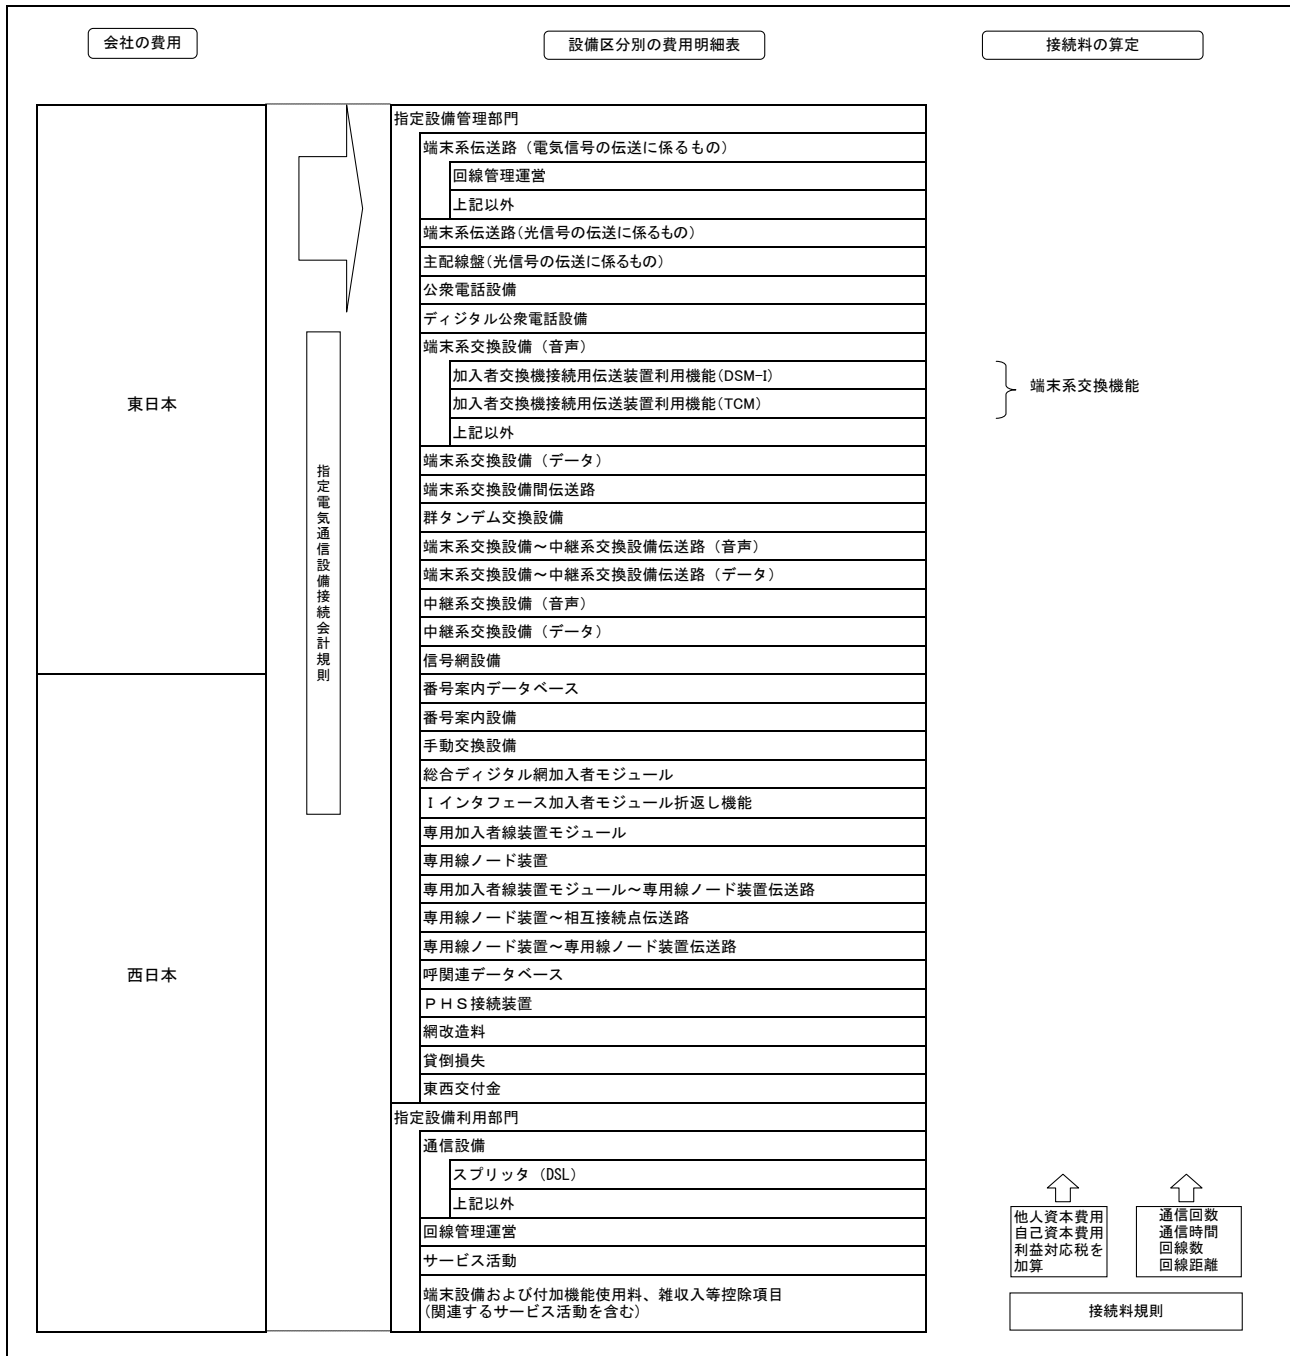 会社の費用
設備区分別の費用明細表
接続料の算定
東日本
西日本
指定電気通信設備接続会計規則
指定設備管理部門
端末系伝送路（電気信号の伝送に係るもの）
回線管理運営
上記以外
端末系伝送路(光信号の伝送に係るもの)
主配線盤(光信号の伝送に係るもの)
公衆電話設備
ディジタル公衆電話設備
端末系交換設備（音声）
加入者交換機接続用伝送装置利用機能(DSM-I)
加入者交換機接続用伝送装置利用機能(TCM)
上記以外
端末系交換設備（データ）
端末系交換設備間伝送路
群タンデム交換設備
端末系交換設備～中継系交換設備伝送路（音声）
端末系交換設備～中継系交換設備伝送路（データ）
中継系交換設備（音声）
中継系交換設備（データ）
信号網設備
番号案内データベース
番号案内設備
手動交換設備
総合ディジタル網加入者モジュール
Ｉインタフェース加入者モジュール折返し機能
専用加入者線装置モジュール
専用線ノード装置
専用加入者線装置モジュール～専用線ノード装置伝送路
専用線ノード装置～相互接続点伝送路
専用線ノード装置～専用線ノード装置伝送路
呼関連データベース
ＰＨＳ接続装置
網改造料
貸倒損失
東西交付金
指定設備利用部門
通信設備
スプリッタ（DSL）
上記以外
回線管理運営
サービス活動
端末設備および付加機能使用料、雑収入等控除項目
(関連するサービス活動を含む)
端末系交換機能
他人資本費用
自己資本費用
利益対応税を
加算
通信回数
通信時間
回線数
回線距離
接続料規則